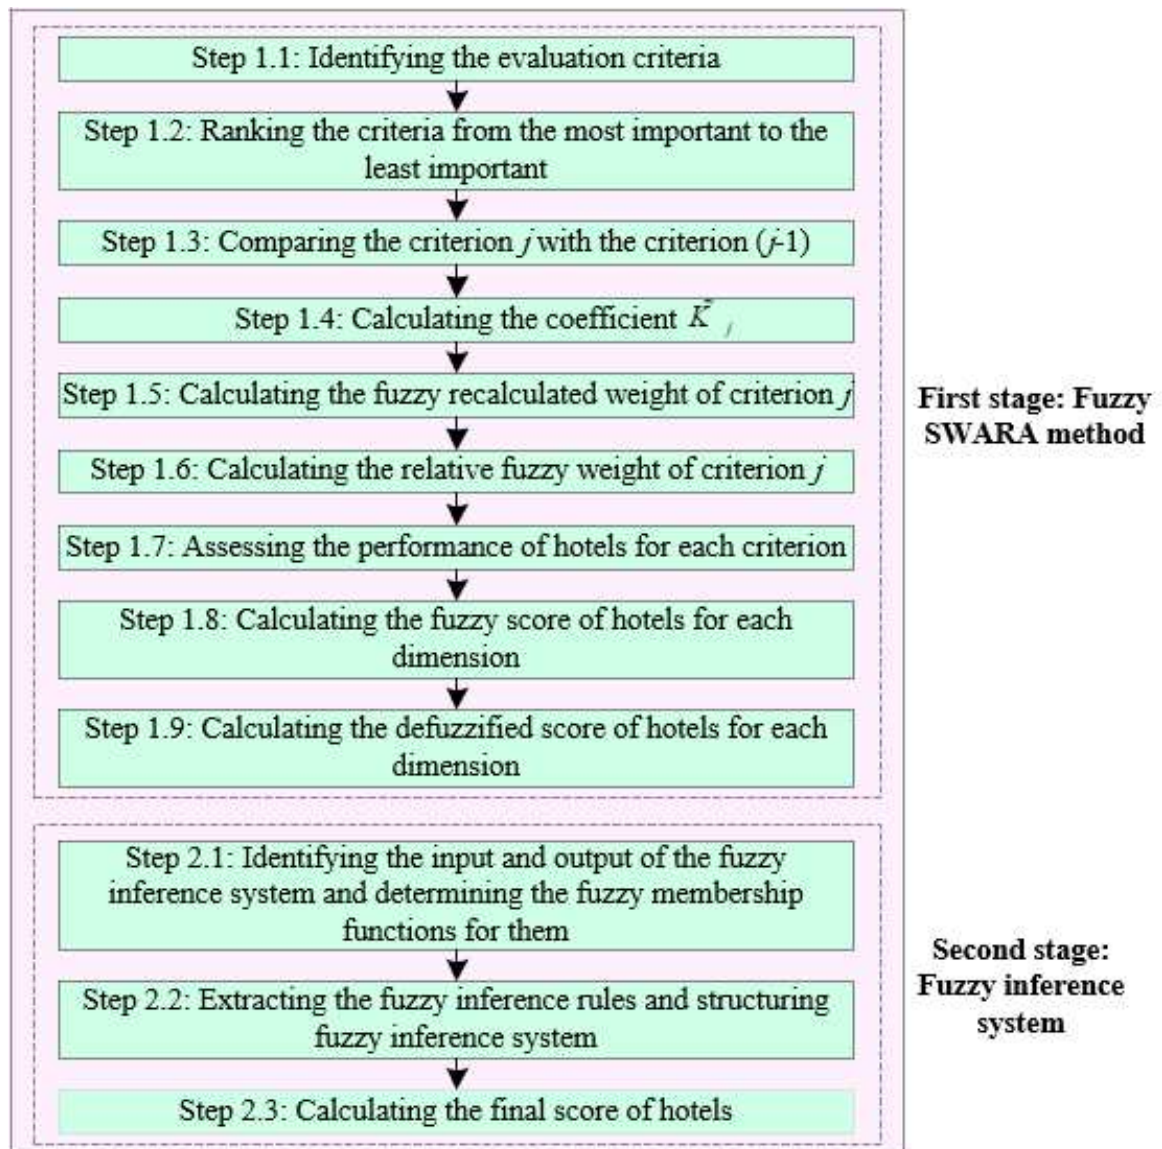 Step 1.1: Identifying the evaluation criteria
Step 1.2: Ranking the criteria from the most important to the
least important
Step 1.3: Comparing the criterion j with the criterion (j-1)
Step 1.4: Calculating the coefficient K̃ j
Step 1.5: Calculating the fuzzy recalculated weight of criterion j
Step 1.6: Calculating the relative fuzzy weight of criterion j
Step 1.7: Assessing the performance of hotels for each criterion
Step 1.8: Calculating the fuzzy score of hotels for each
dimension
Step 1.9: Calculating the defuzzified score of hotels for each
dimension
First stage: Fuzzy
SWARA method
Step 2.1: Identifying the input and output of the fuzzy
inference system and determining the fuzzy membership
functions for them
Step 2.2: Extracting the fuzzy inference rules and structuring
fuzzy inference system
Step 2.3: Calculating the final score of hotels
Second stage:
Fuzzy inference
system